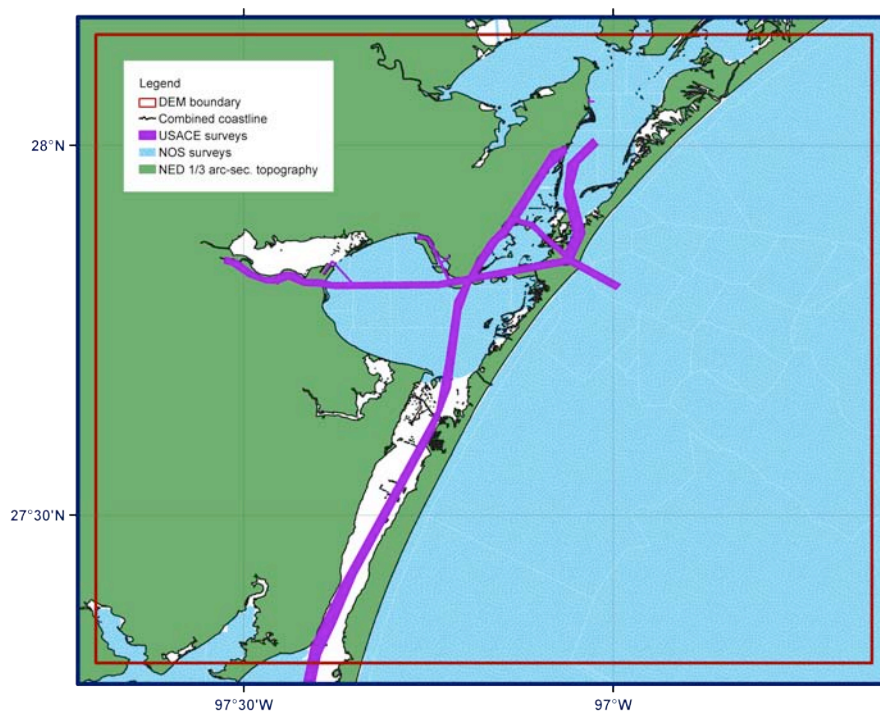 28°N
Legend
DEM boundary
Combined coastline
USACE surveys
NOS surveys
NED 1/3 arc-sec. topography
27°30'N
97°30'W
97°W